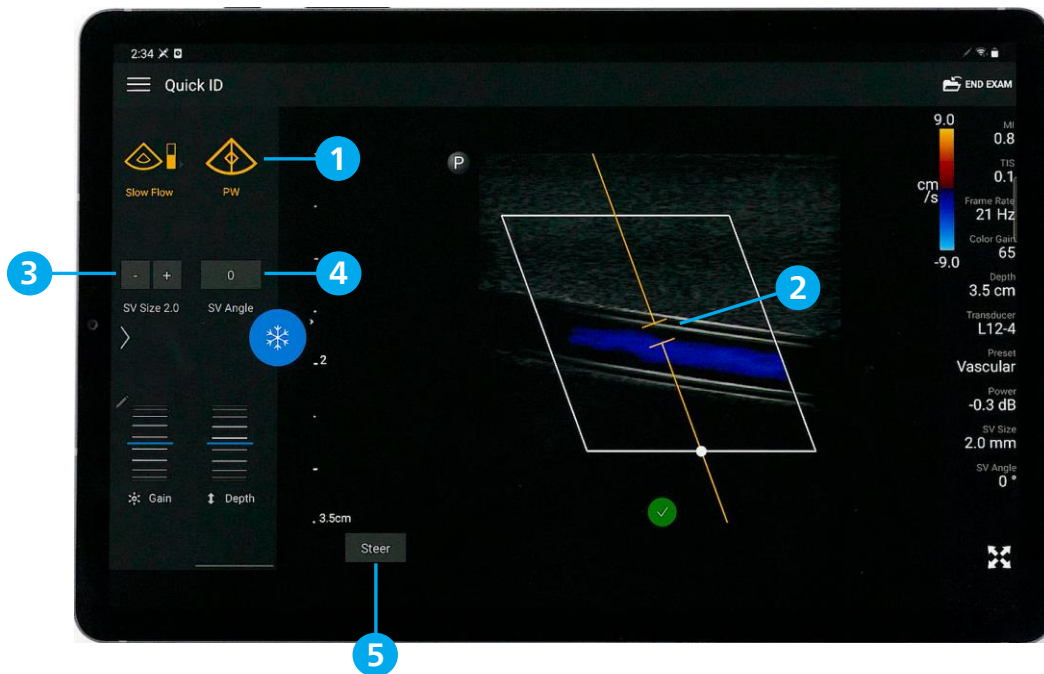 2:34
Quick ID
END EXAM
Slow Flow
PW
1
3
-
+
0
4
SV Size 2.0
SV Angle
Gain
Depth
P
2
.2
. 3.5cm
Steer
5
9.0
cm
/s
-9.0
MI
0.8
TIS
0.1
Frame Rate
21 Hz
Color Gain
65
Depth
3.5 cm
Transducer
L12-4
Preset
Vascular
Power
-0.3 dB
SV Size
2.0 mm
SV Angle
0 °